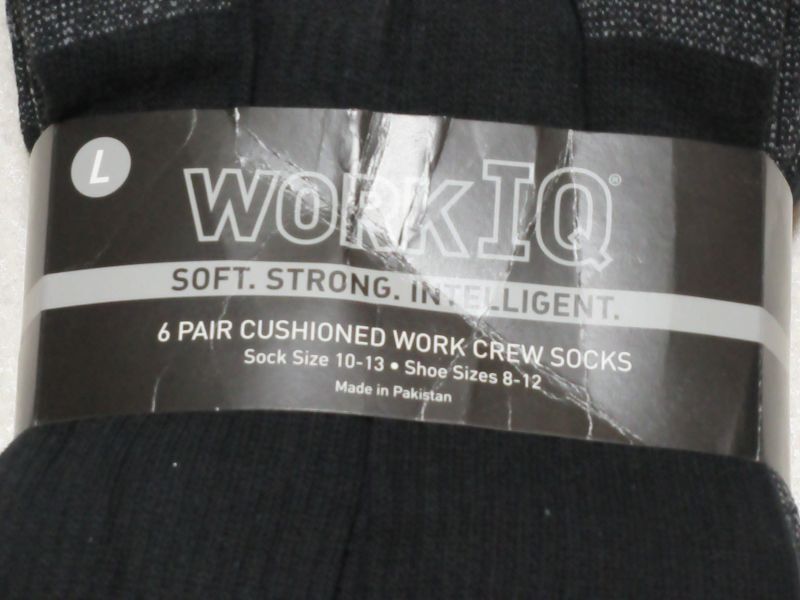 L
WORKIQ®
SOFT. STRONG. INTELLIGENT.
6 PAIR CUSHIONED WORK CREW SOCKS
Sock Size 10-13 • Shoe Sizes 8-12
Made in Pakistan